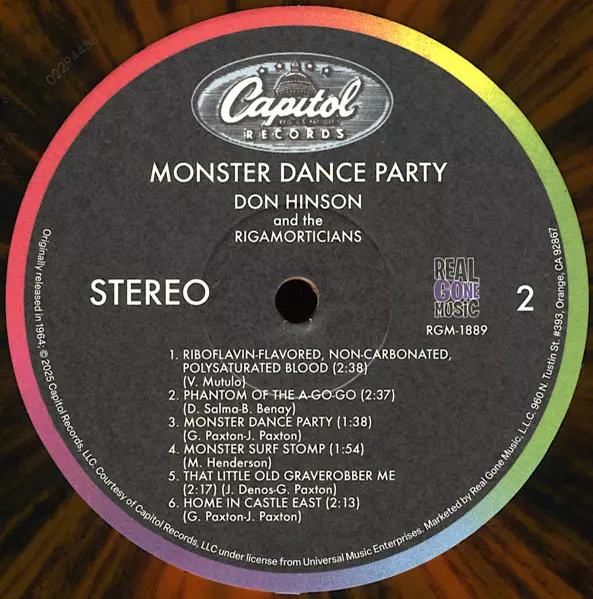 Capitol
RECORDS
MONSTER DANCE PARTY
DON HINSON
and the
RIGAMORTICIANS
STEREO
REAL
GONE
MUSIC
RGM-1889
2
1. RIBOFLAVIN-FLAVORED, NON-CARBONATED,
POLYSATURATED BLOOD (2:38)
(V. Mutulo)
2. PHANTOM OF THE A-GO-GO (2:37)
(D. Salma-B. Benay)
3. MONSTER DANCE PARTY (1:38)
(G. Paxton-J. Paxton)
4. MONSTER SURF STOMP (1:54)
(M. Henderson)
5. THAT LITTLE OLD GRAVEROBBER ME
(2:17) (J. Denos-G. Paxton)
6. HOME IN CASTLE EAST (2:13)
(G. Paxton-J. Paxton)
Originally released in 1964; © 2025 Capitol Records, LLC. Courtesy of Capitol Records, LLC under license from Universal Music Enterprises. Marketed by Real Gone Music, L.L.C. 960 N. Tustin St. #393, Orange, CA 92867